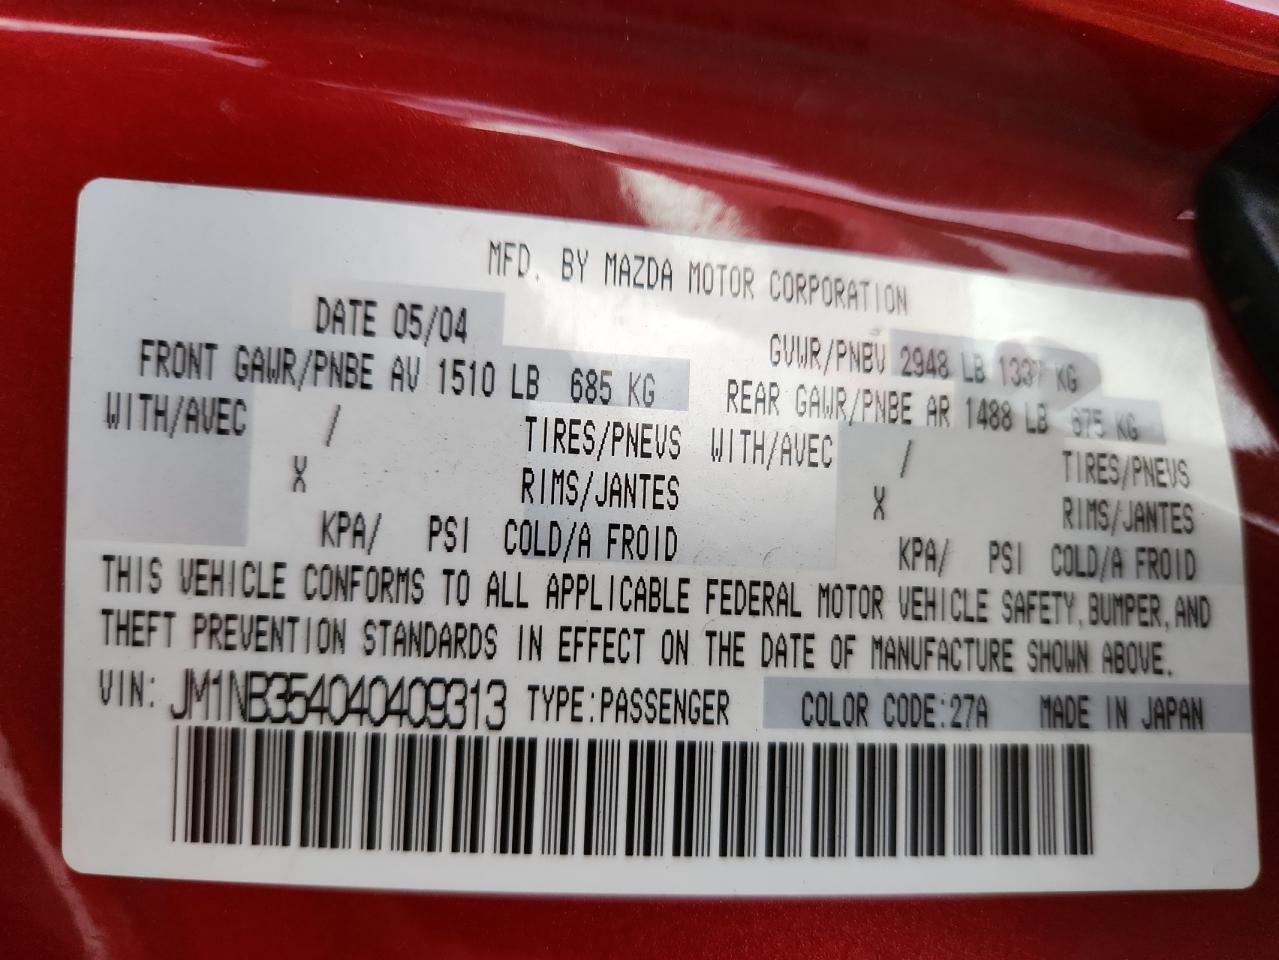 MFD. BY MAZDA MOTOR CORPORATION
DATE 05/04 GVWR/PNBV 2948 LB 1337 KG
FRONT GAWR/PNBE AV 1510 LB 685 KG REAR GAWR/PNBE AR 1488 LB 675 KG
WITH/AVEC / TIRES/PNEUS WITH/AVEC / TIRES/PNEUS
X RIMS/JANTES X RIMS/JANTES
KPA/ PSI COLD/A FROID KPA/ PSI COLD/A FROID
THIS VEHICLE CONFORMS TO ALL APPLICABLE FEDERAL MOTOR VEHICLE SAFETY, BUMPER, AND
THEFT PREVENTION STANDARDS IN EFFECT ON THE DATE OF MANUFACTURE SHOWN ABOVE.
VIN: JM1NB354040409313 TYPE:PASSENGER COLOR CODE:27A MADE IN JAPAN